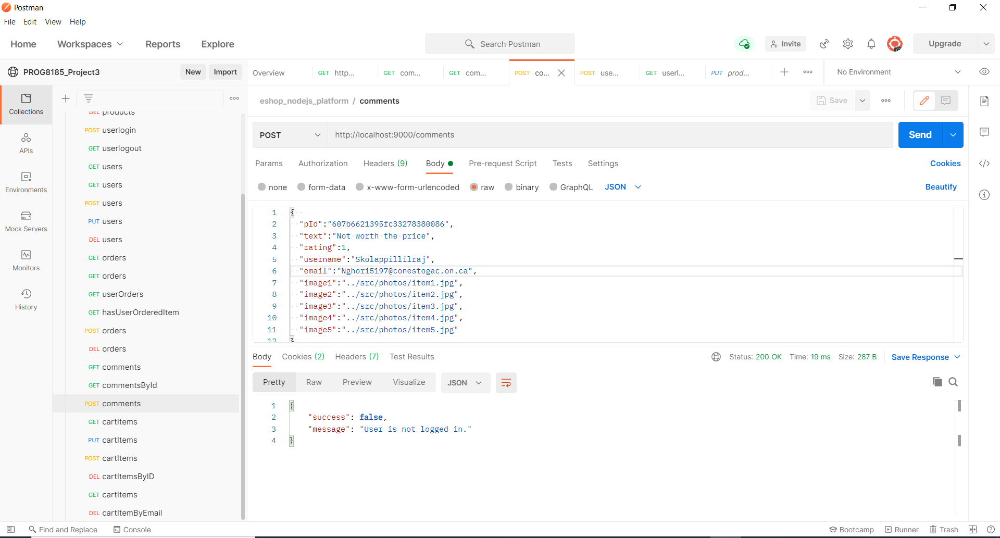 Postman
File Edit View Help
Home Workspaces Reports Explore Search Postman Invite Upgrade
PROG8185_Project3 New Import
Overview GET http... GET com... GET com... POST co... POST use... GET userl... PUT prod... No Environment
Collections
APIs
Environments
Mock Servers
Monitors
History
DEL products
POST userlogin
GET userlogout
GET users
GET users
POST users
PUT users
DEL users
GET orders
GET orders
GET userOrders
GET hasUserOrderedItem
POST orders
DEL orders
GET comments
GET commentsById
POST comments
GET cartItems
PUT cartItems
POST cartItems
DEL cartItemsByID
GET cartItems
DEL cartItemByEmail
eshop_nodejs_platform / comments Save
POST http://localhost:9000/comments Send
Params Authorization Headers (9) Body Pre-request Script Tests Settings Cookies
none form-data x-www-form-urlencoded raw binary GraphQL JSON Beautify
1 {
2 "pId":"607b6621395fc33278380086",
3 "text":"Not worth the price",
4 "rating":1,
5 "username":"Skolappillilraj",
6 "email":"Nghori5197@conestogac.on.ca",
7 "image1":"../src/photos/item1.jpg",
8 "image2":"../src/photos/item2.jpg",
9 "image3":"../src/photos/item3.jpg",
10 "image4":"../src/photos/item4.jpg",
11 "image5":"../src/photos/item5.jpg"
12 }
Body Cookies (2) Headers (7) Test Results Status: 200 OK Time: 19 ms Size: 287 B Save Response
Pretty Raw Preview Visualize JSON
1 {
2 "success": false,
3 "message": "User is not logged in."
4 }
Find and Replace Console Bootcamp Runner Trash